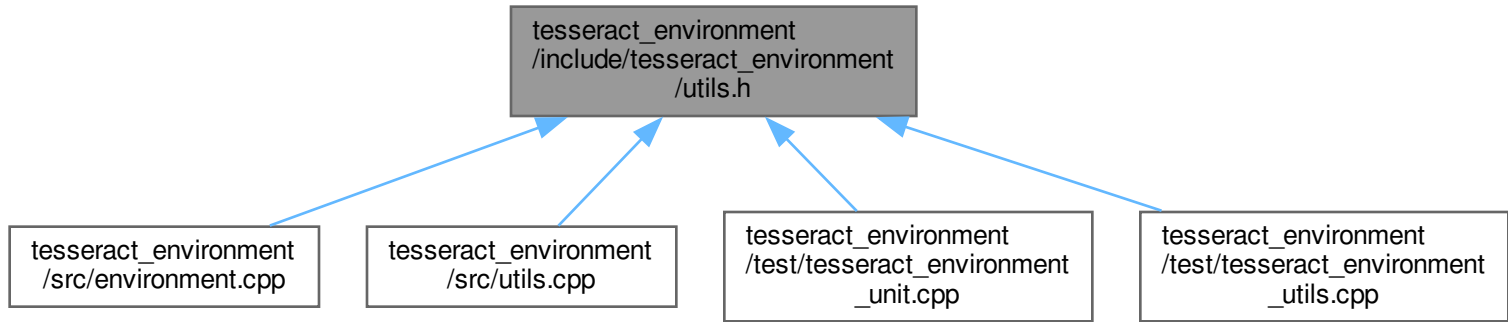 tesseract_environment
/include/tesseract_environment
/utils.h
tesseract_environment
/src/environment.cpp
tesseract_environment
/src/utils.cpp
tesseract_environment
/test/tesseract_environment
_unit.cpp
tesseract_environment
/test/tesseract_environment
_utils.cpp